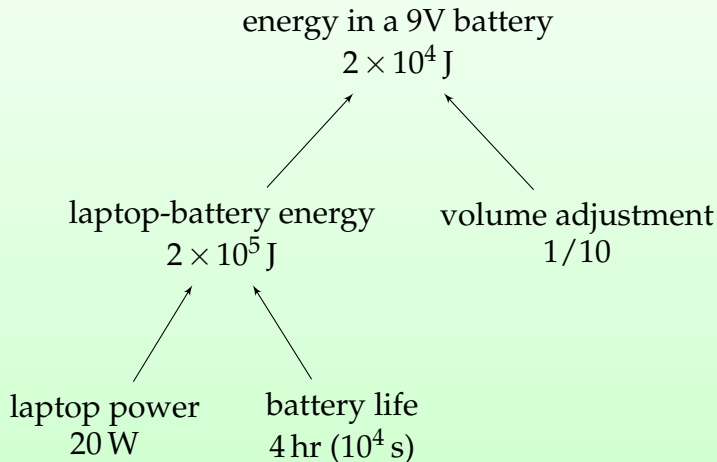 energy in a 9V battery
2 × 10⁴ J
laptop-battery energy
2 × 10⁵ J
volume adjustment
1/10
laptop power
20 W
battery life
4 hr (10⁴ s)